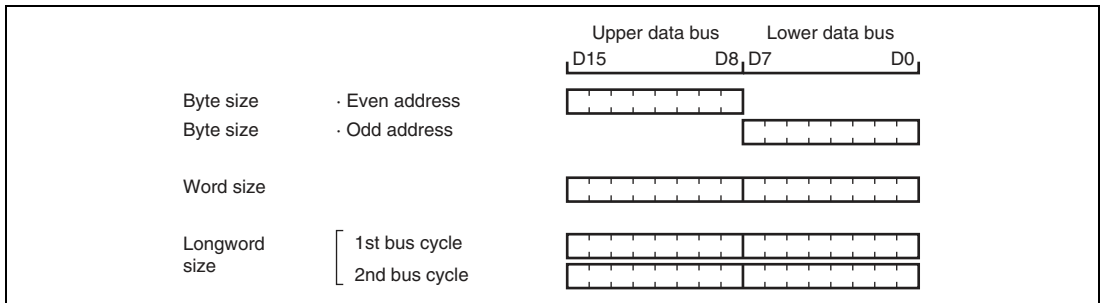 Upper data bus Lower data bus
D15 D8 D7 D0
Byte size · Even address
Byte size · Odd address
Word size
Longword size
1st bus cycle
2nd bus cycle